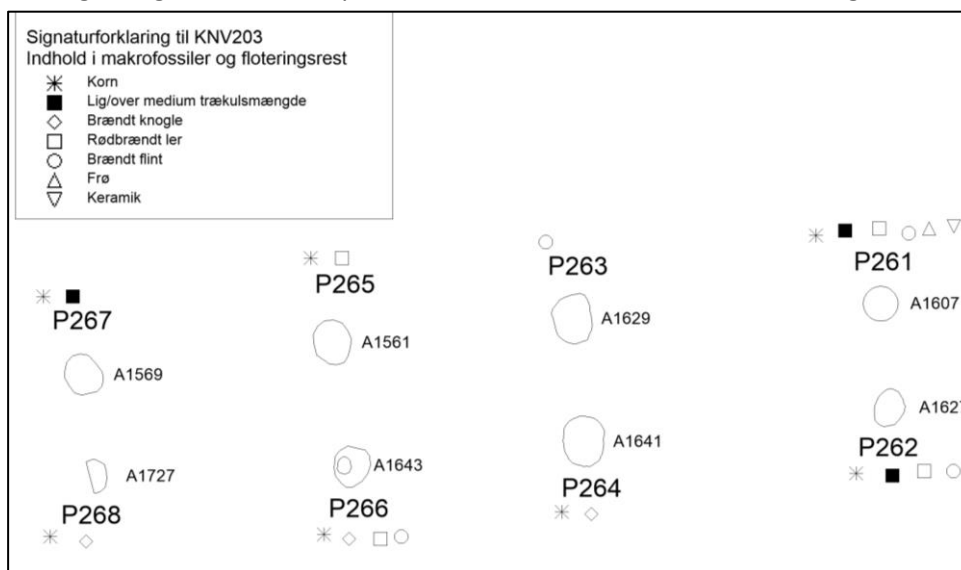 Signaturforklaring til KNV203
Indhold i makrofossiler og floteringsrest
Korn
Lig/over medium trækulsmængde
Brændt knogle
Rødbrændt ler
Brændt flint
Frø
Keramik
P261
P263
P265
P267
A1607
A1629
A1561
A1569
A1627
A1641
A1643
A1727
P262
P264
P266
P268